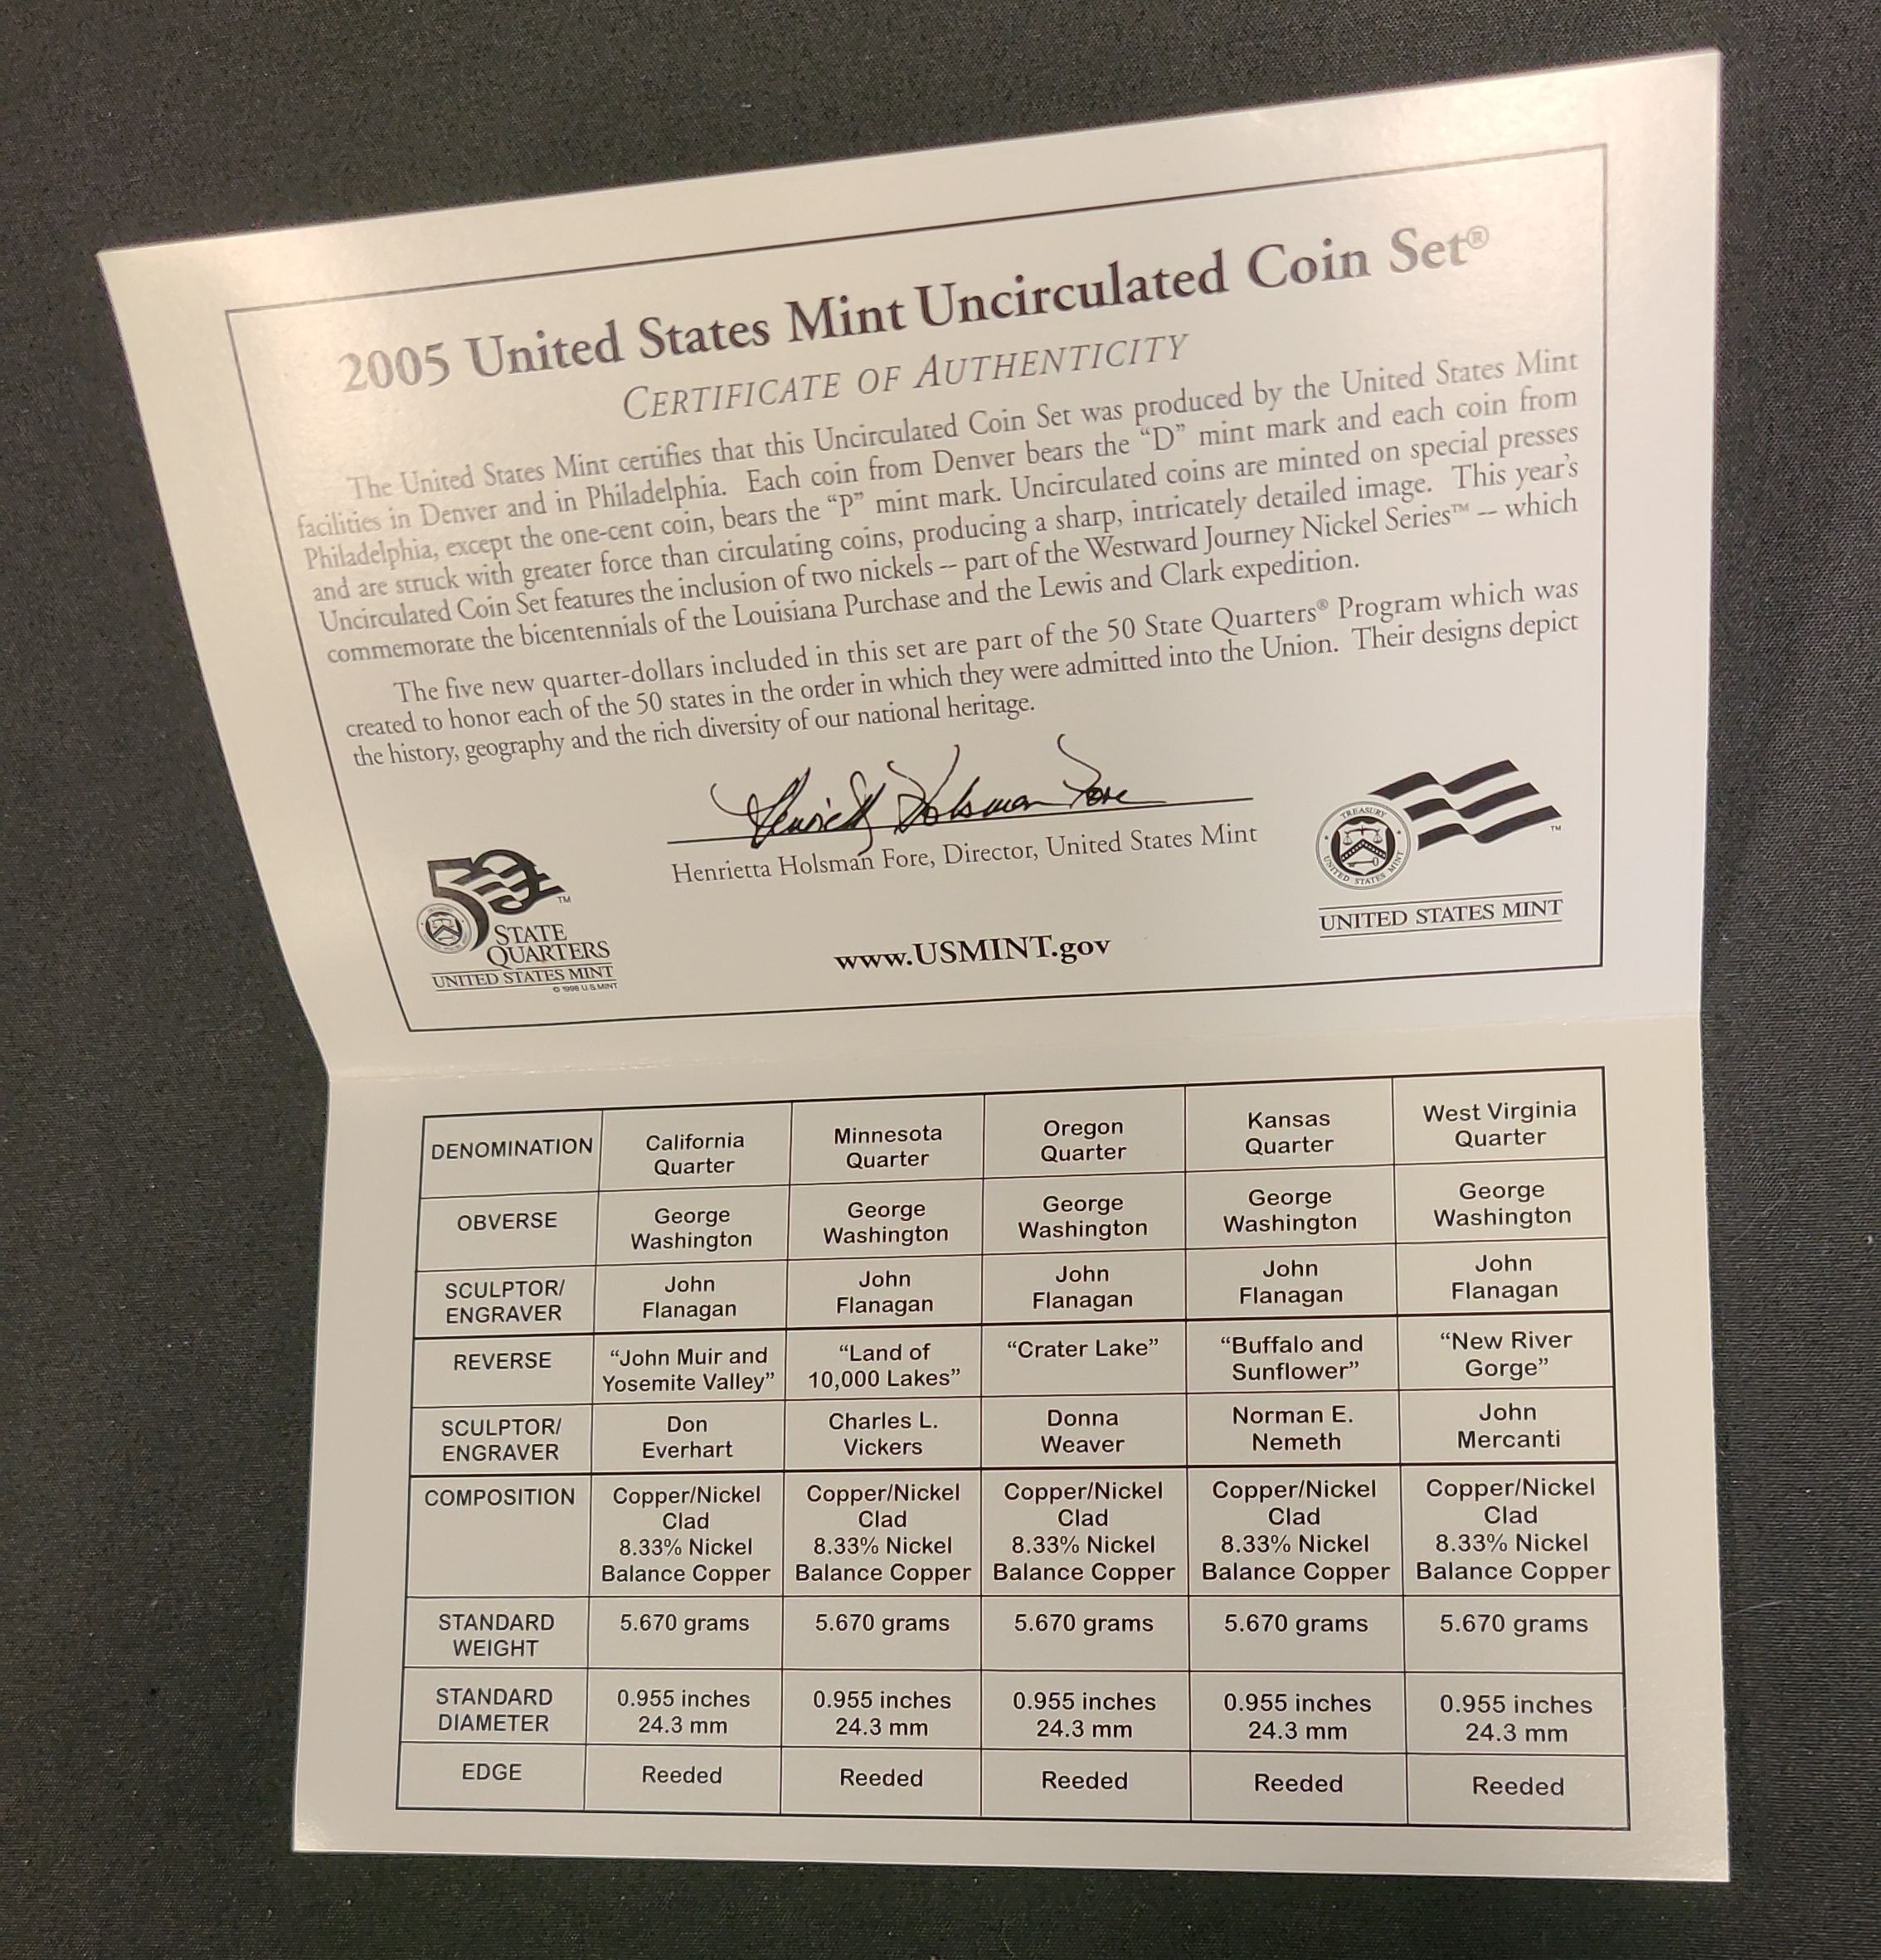 2005 United States Mint Uncirculated Coin Set®
CERTIFICATE OF AUTHENTICITY
The United States Mint certifies that this Uncirculated Coin Set was produced by the United States Mint
facilities in Denver and in Philadelphia. Each coin from Denver bears the “D” mint mark and each coin from
Philadelphia, except the one-cent coin, bears the “P” mint mark. Uncirculated coins are minted on special presses
and are struck with greater force than circulating coins, producing a sharp, intricately detailed image. This year’s
Uncirculated Coin Set features the inclusion of two nickels -- part of the Westward Journey Nickel Series™ -- which
commemorate the bicentennials of the Louisiana Purchase and the Lewis and Clark expedition.
The five new quarter-dollars included in this set are part of the 50 State Quarters® Program which was
created to honor each of the 50 states in the order in which they were admitted into the Union. Their designs depict
the history, geography and the rich diversity of our national heritage.
Henrietta Holsman Fore
Henrietta Holsman Fore, Director, United States Mint
50 ™
STATE
QUARTERS
UNITED STATES MINT
© 1998 U.S.MINT
www.USMINT.gov
TREASURY
UNITED STATES MINT
™
UNITED STATES MINT
DENOMINATION California Quarter Minnesota Quarter Oregon Quarter Kansas Quarter West Virginia Quarter
OBVERSE George Washington George Washington George Washington George Washington George Washington
SCULPTOR/ ENGRAVER John Flanagan John Flanagan John Flanagan John Flanagan John Flanagan
REVERSE “John Muir and Yosemite Valley” “Land of 10,000 Lakes” “Crater Lake” “Buffalo and Sunflower” “New River Gorge”
SCULPTOR/ ENGRAVER Don Everhart Charles L. Vickers Donna Weaver Norman E. Nemeth John Mercanti
COMPOSITION Copper/Nickel Clad 8.33% Nickel Balance Copper Copper/Nickel Clad 8.33% Nickel Balance Copper Copper/Nickel Clad 8.33% Nickel Balance Copper Copper/Nickel Clad 8.33% Nickel Balance Copper Copper/Nickel Clad 8.33% Nickel Balance Copper
STANDARD WEIGHT 5.670 grams 5.670 grams 5.670 grams 5.670 grams 5.670 grams
STANDARD DIAMETER 0.955 inches 24.3 mm 0.955 inches 24.3 mm 0.955 inches 24.3 mm 0.955 inches 24.3 mm 0.955 inches 24.3 mm
EDGE Reeded Reeded Reeded Reeded Reeded